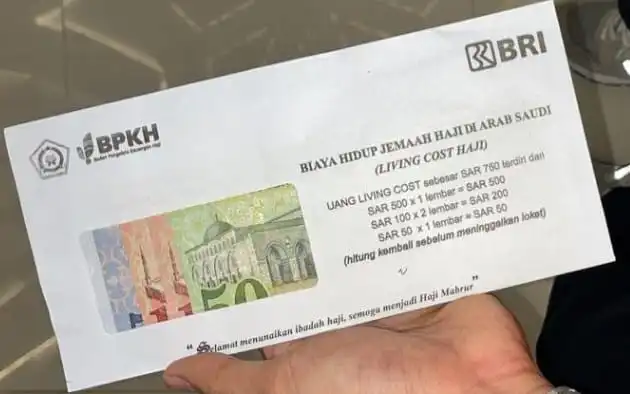 BRI
BPKH
Badan Pengelola Keuangan Haji
BIAYA HIDUP JEMAAH HAJI DI ARAB SAUDI
(LIVING COST HAJI)
UANG LIVING COST sebesar SAR 750 terdiri dari
SAR 500 x 1 lembar = SAR 500
SAR 100 x 2 lembar = SAR 200
SAR 50 x 1 lembar = SAR 50
(hitung kembali sebelum meninggalkan loket)
50
"Selamat menunaikan ibadah haji, semoga menjadi Haji Mabrur"